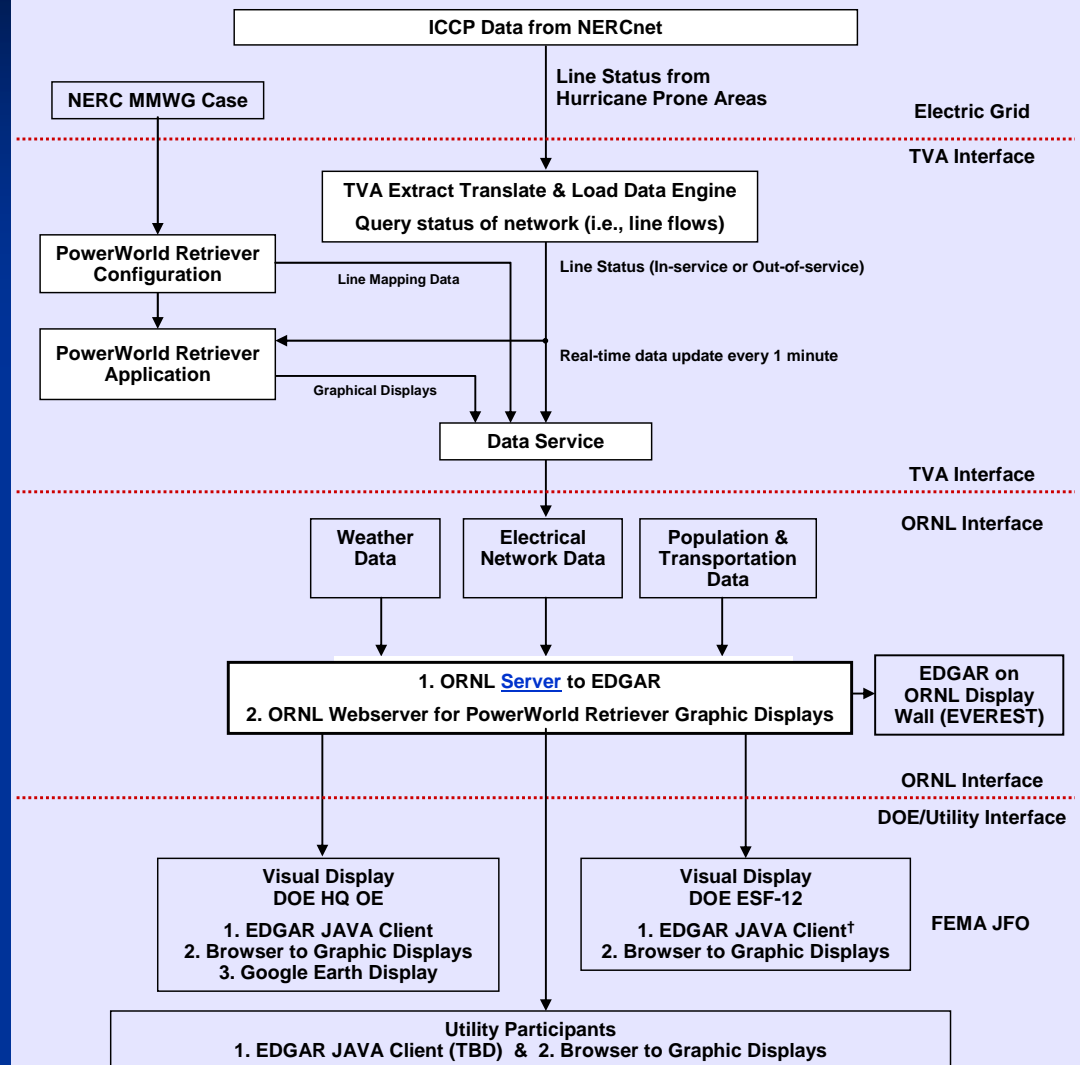 ICCP Data from NERCnet
Line Status from
Hurricane Prone Areas
NERC MMWG Case
Electric Grid
TVA Interface
TVA Extract Translate & Load Data Engine
Query status of network (i.e., line flows)
PowerWorld Retriever
Configuration
Line Mapping Data
Line Status (In-service or Out-of-service)
PowerWorld Retriever
Application
Real-time data update every 1 minute
Graphical Displays
Data Service
TVA Interface
ORNL Interface
Weather
Data
Electrical
Network Data
Population &
Transportation
Data
1. ORNL Server to EDGAR
2. ORNL Webserver for PowerWorld Retriever Graphic Displays
EDGAR on
ORNL Display
Wall (EVEREST)
ORNL Interface
DOE/Utility Interface
Visual Display
DOE HQ OE
1. EDGAR JAVA Client
2. Browser to Graphic Displays
3. Google Earth Display
Visual Display
DOE ESF-12
1. EDGAR JAVA Client†
2. Browser to Graphic Displays
FEMA JFO
Utility Participants
1. EDGAR JAVA Client (TBD) & 2. Browser to Graphic Displays